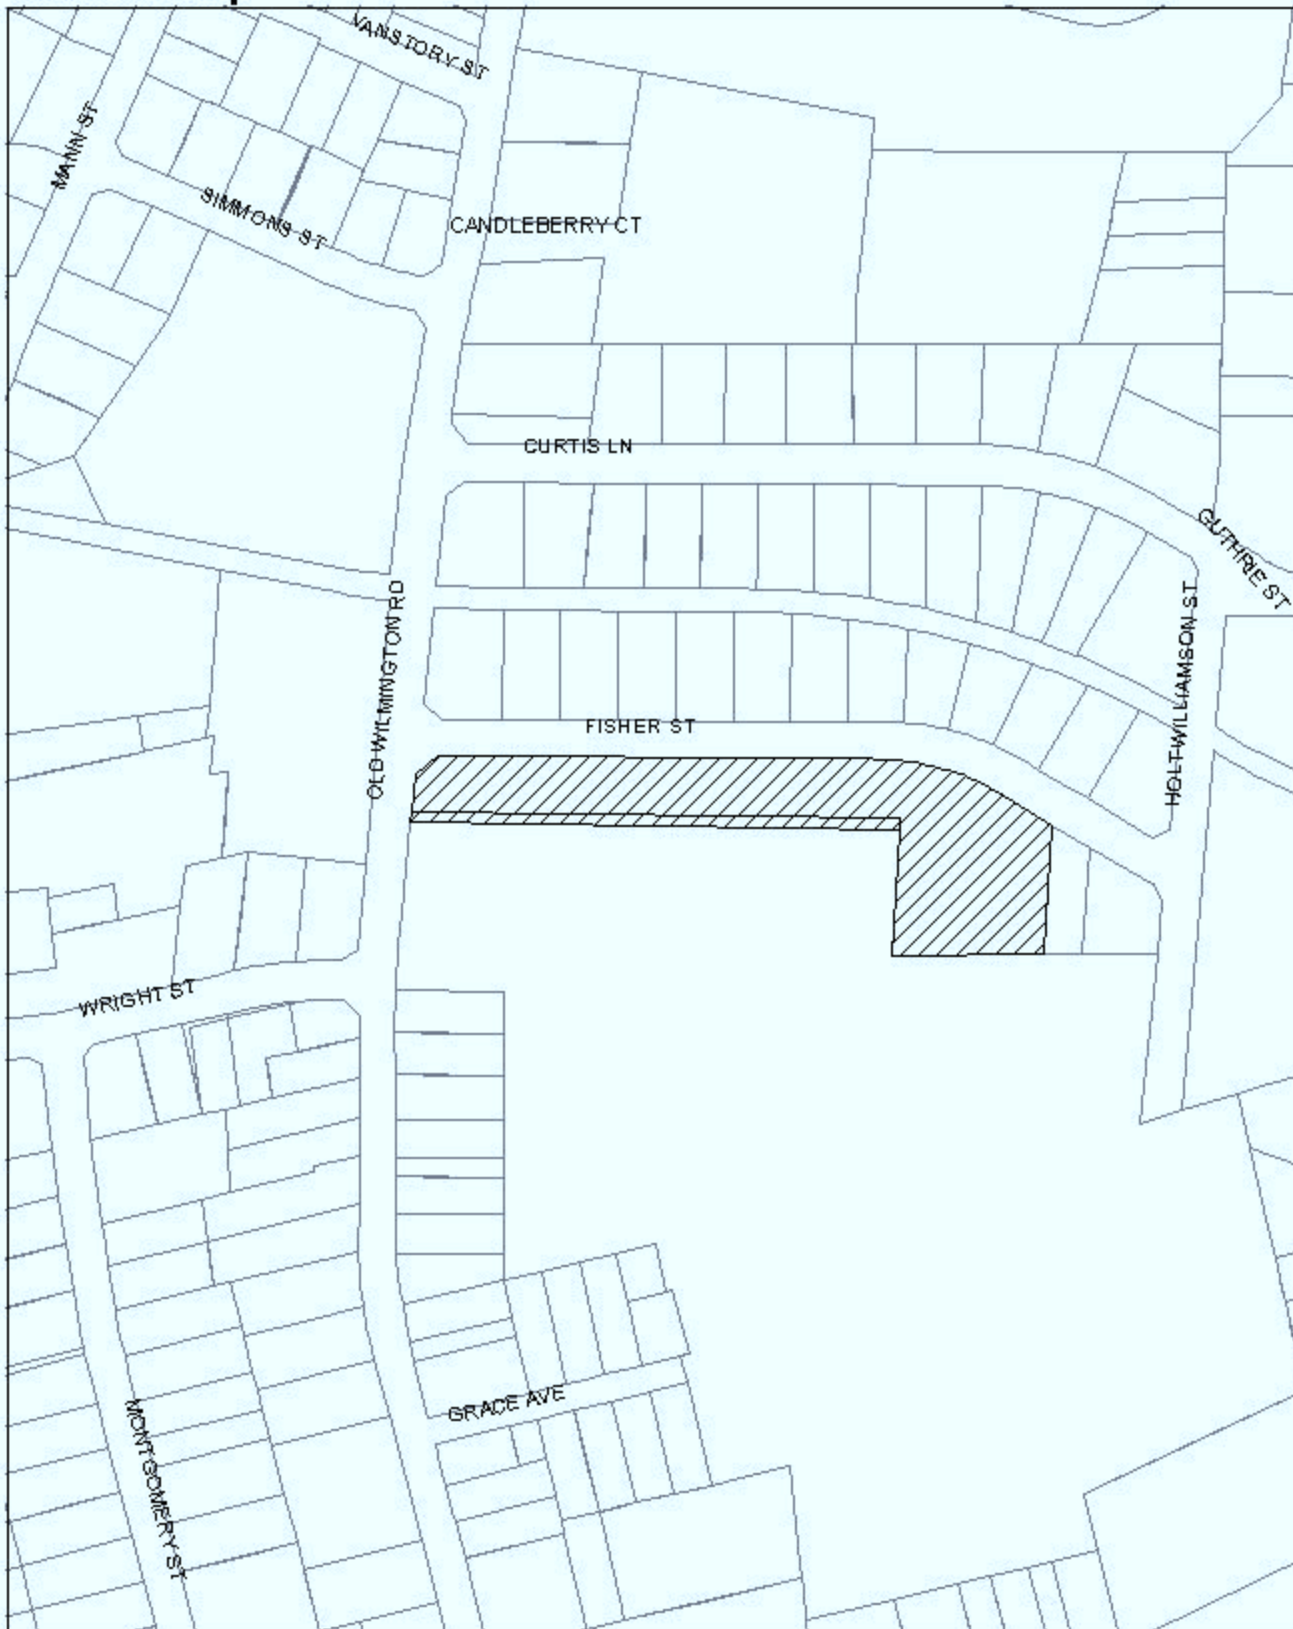 VANSTORY ST
MANN ST
SIMMONS ST
CANDLEBERRY CT
CURTIS LN
GUTHRIE ST
OLD WILMINGTON RD
HOLT WILLIAMSON ST
FISHER ST
WRIGHT ST
GRACE AVE
MONTGOMERY ST